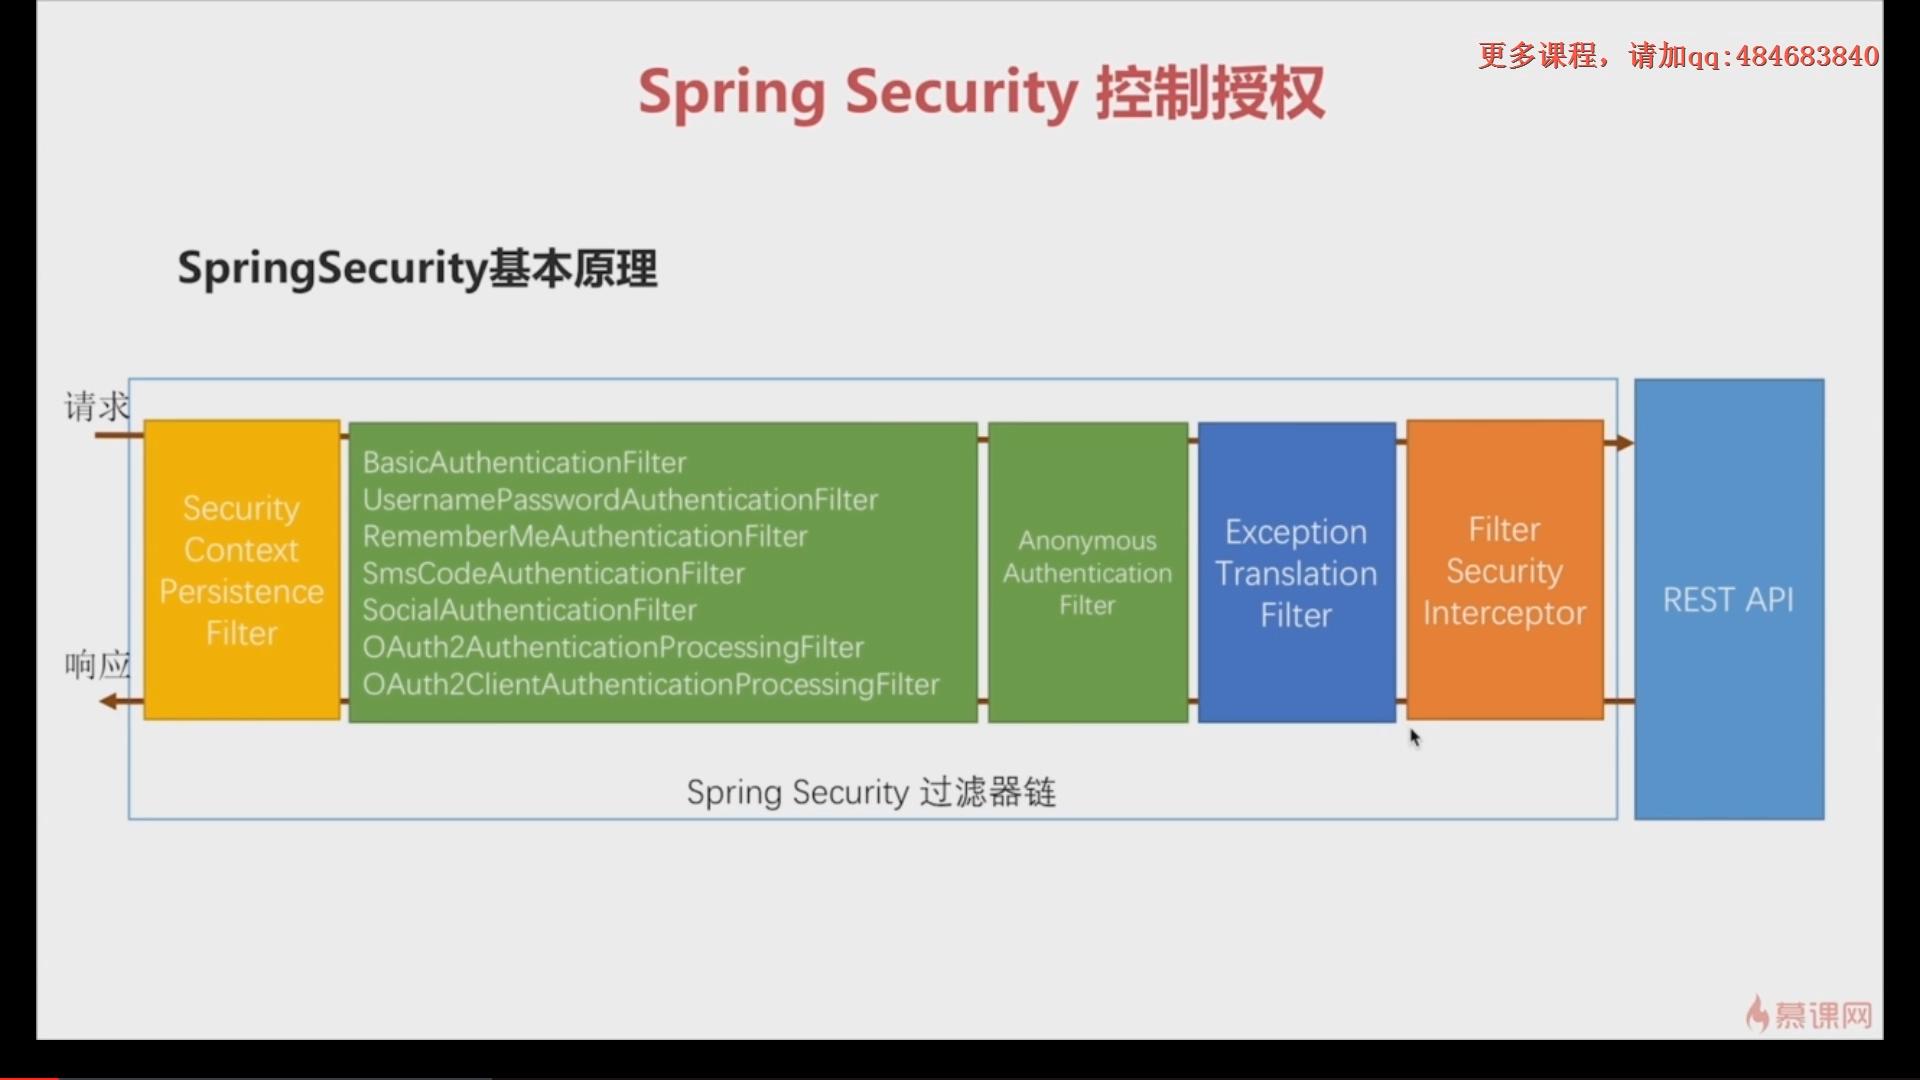 更多课程，请加qq:484683840
Spring Security 控制授权
SpringSecurity基本原理
请求
响应
Security
Context
Persistence
Filter
BasicAuthenticationFilter
UsernamePasswordAuthenticationFilter
RememberMeAuthenticationFilter
SmsCodeAuthenticationFilter
SocialAuthenticationFilter
OAuth2AuthenticationProcessingFilter
OAuth2ClientAuthenticationProcessingFilter
Anonymous
Authentication
Filter
Exception
Translation
Filter
Filter
Security
Interceptor
REST API
Spring Security 过滤器链
慕课网